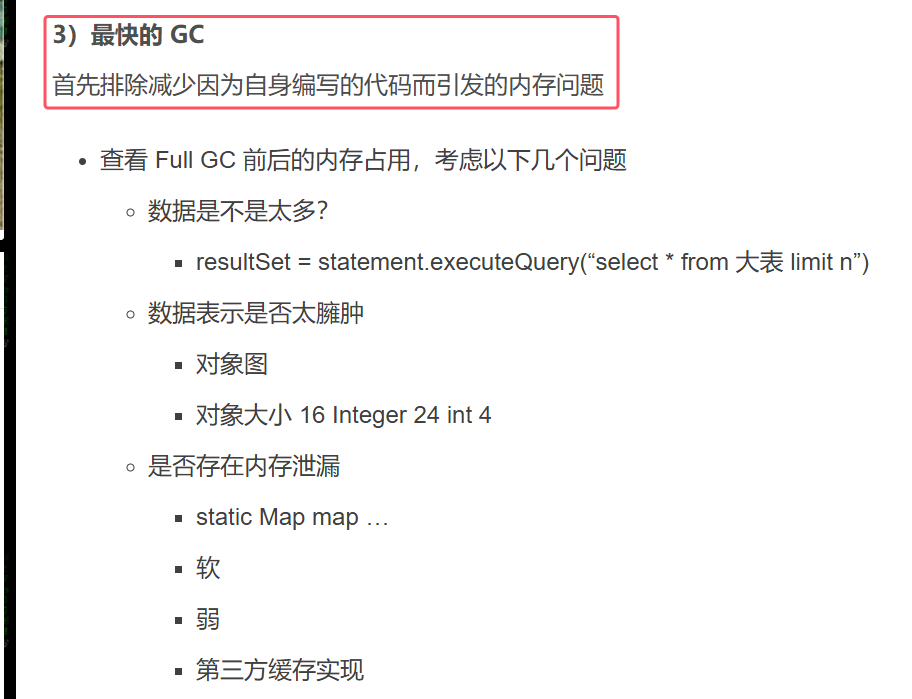 3）最快的 GC
首先排除减少因为自身编写的代码而引发的内存问题
查看 Full GC 前后的内存占用，考虑以下几个问题
数据是不是太多？
resultSet = statement.executeQuery(“select * from 大表 limit n”)
数据表示是否太臃肿
对象图
对象大小 16 Integer 24 int 4
是否存在内存泄漏
static Map map …
软
弱
第三方缓存实现